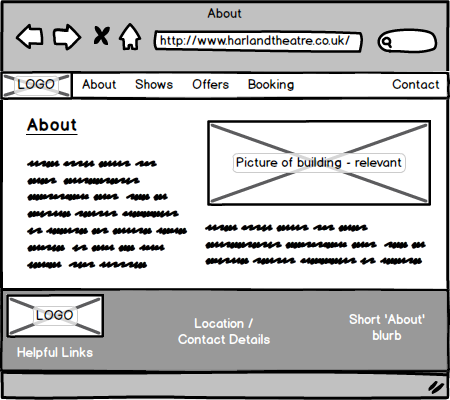 About
http://www.harlandtheatre.co.uk/
LOGO About Shows Offers Booking Contact
About
Picture of building - relevant
LOGO
Helpful Links
Location /
Contact Details
Short 'About'
blurb